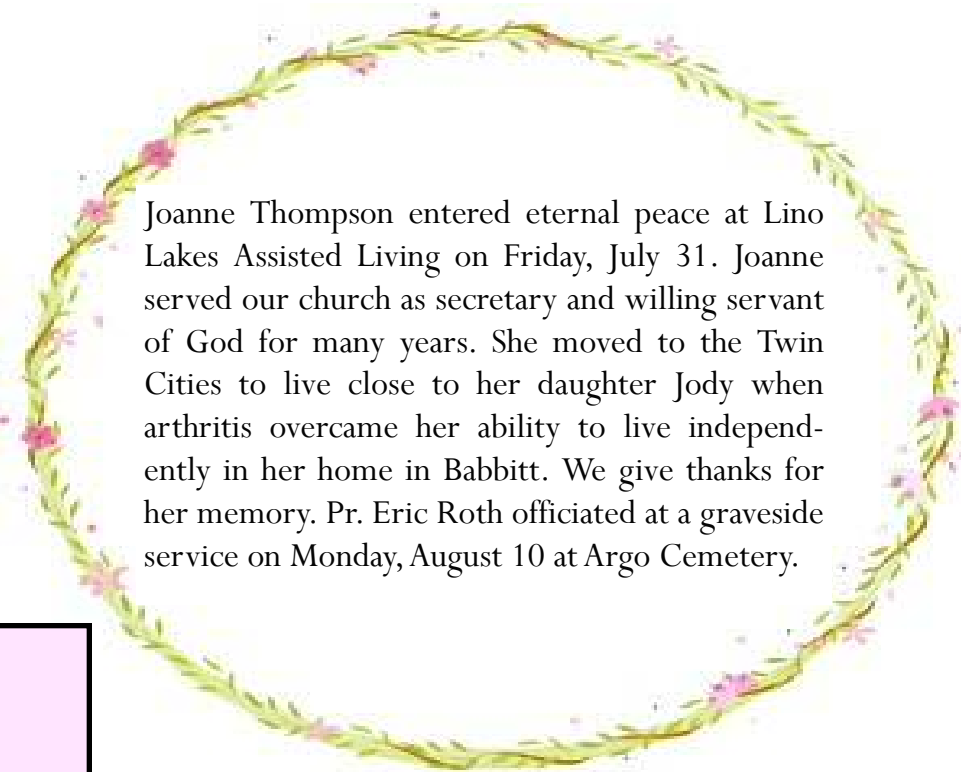 Joanne Thompson entered eternal peace at Lino
Lakes Assisted Living on Friday, July 31. Joanne
served our church as secretary and willing servant
of God for many years. She moved to the Twin
Cities to live close to her daughter Jody when
arthritis overcame her ability to live independ-
ently in her home in Babbitt. We give thanks for
her memory. Pr. Eric Roth officiated at a graveside
service on Monday, August 10 at Argo Cemetery.